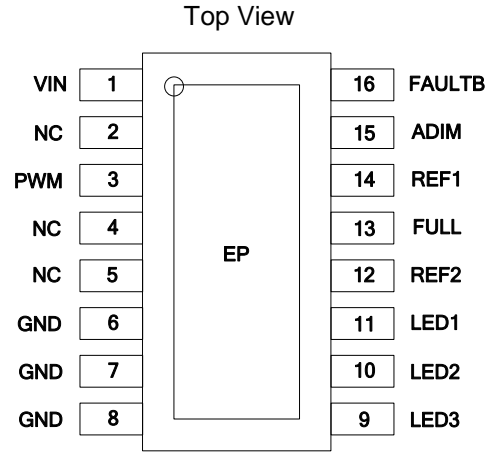 Top View
VIN 1 16 FAULTB
NC 2 15 ADIM
PWM 3 14 REF1
NC 4 13 FULL
EP
NC 5 12 REF2
GND 6 11 LED1
GND 7 10 LED2
GND 8 9 LED3